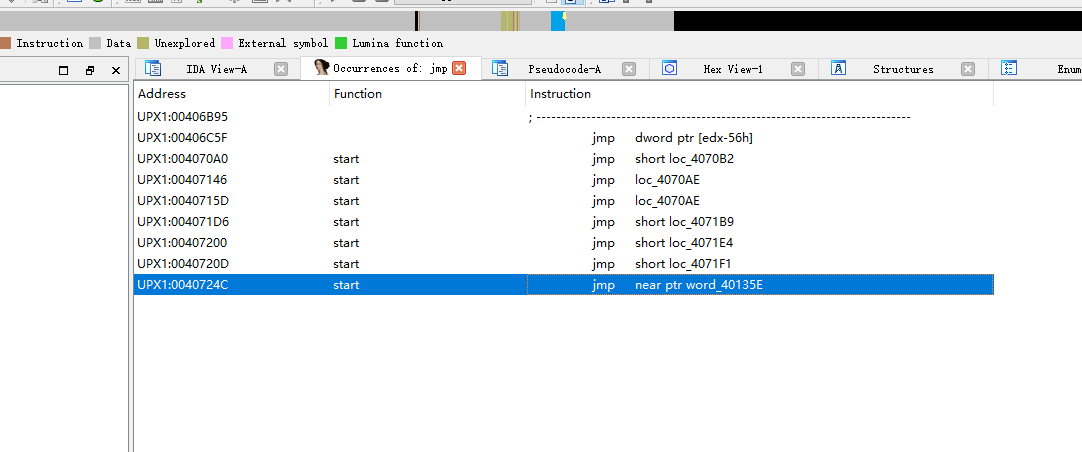 Instruction Data Unexplored External symbol Lumina function
IDA View-A Occurrences of: jmp Pseudocode-A Hex View-1 Structures Enum
Address Function Instruction
UPX1:00406B95 ; ---------------------------------------------------------------------------
UPX1:00406C5F jmp dword ptr [edx-56h]
UPX1:004070A0 start jmp short loc_4070B2
UPX1:00407146 start jmp loc_4070AE
UPX1:0040715D start jmp loc_4070AE
UPX1:004071D6 start jmp short loc_4071B9
UPX1:00407200 start jmp short loc_4071E4
UPX1:0040720D start jmp short loc_4071F1
UPX1:0040724C start jmp near ptr word_40135E